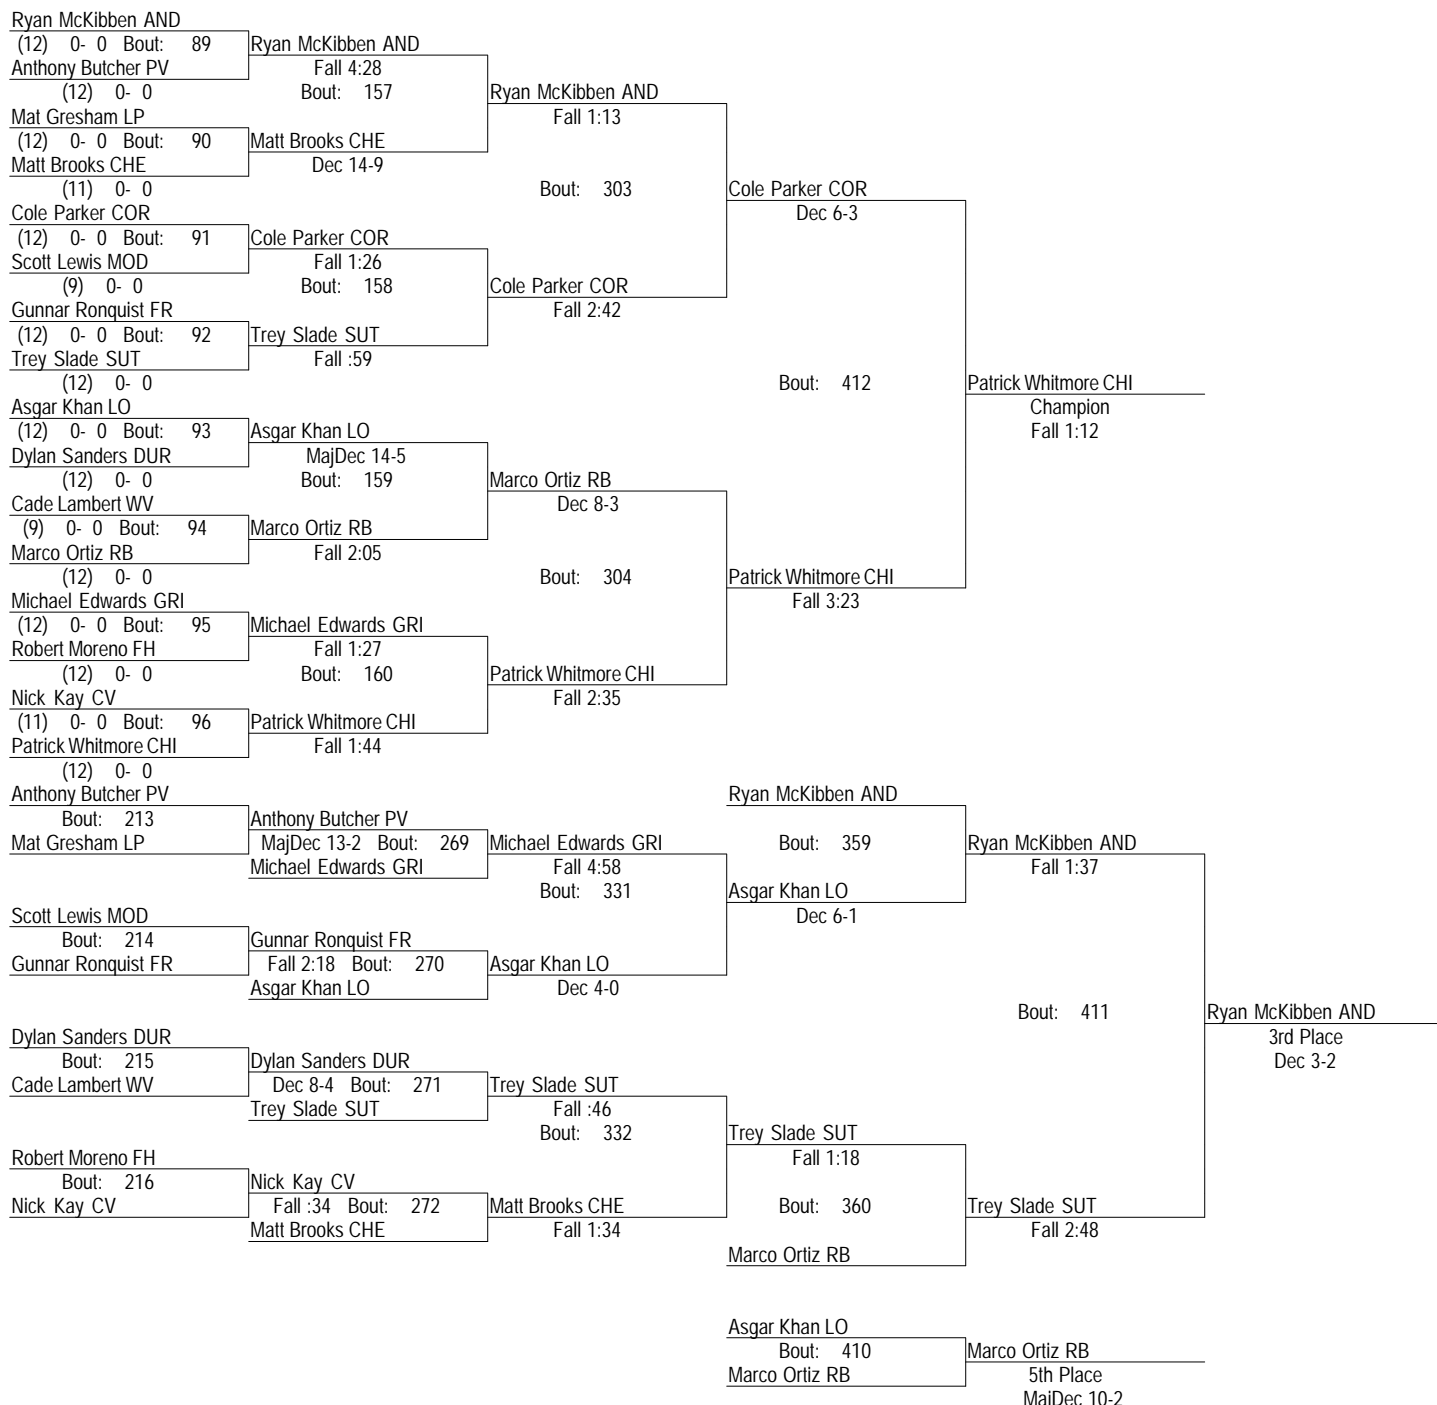 Ryan McKibben AND
(12) 0- 0 Bout: 89 Ryan McKibben AND
Anthony Butcher PV Fall 4:28
(12) 0- 0 Bout: 157 Ryan McKibben AND
Mat Gresham LP Fall 1:13
(12) 0- 0 Bout: 90 Matt Brooks CHE
Matt Brooks CHE Dec 14-9
(11) 0- 0 Bout: 303 Cole Parker COR
Cole Parker COR Dec 6-3
(12) 0- 0 Bout: 91 Cole Parker COR
Scott Lewis MOD Fall 1:26
(9) 0- 0 Bout: 158 Cole Parker COR
Gunnar Ronquist FR Fall 2:42
(12) 0- 0 Bout: 92 Trey Slade SUT
Trey Slade SUT Fall :59
(12) 0- 0 Bout: 412 Patrick Whitmore CHI
Asgar Khan LO Champion
(12) 0- 0 Bout: 93 Asgar Khan LO Fall 1:12
Dylan Sanders DUR MajDec 14-5
(12) 0- 0 Bout: 159 Marco Ortiz RB
Cade Lambert WV Dec 8-3
(9) 0- 0 Bout: 94 Marco Ortiz RB
Marco Ortiz RB Fall 2:05
(12) 0- 0 Bout: 304 Patrick Whitmore CHI
Michael Edwards GRI Fall 3:23
(12) 0- 0 Bout: 95 Michael Edwards GRI
Robert Moreno FH Fall 1:27
(12) 0- 0 Bout: 160 Patrick Whitmore CHI
Nick Kay CV Fall 2:35
(11) 0- 0 Bout: 96 Patrick Whitmore CHI
Patrick Whitmore CHI Fall 1:44
(12) 0- 0
Anthony Butcher PV Ryan McKibben AND
Bout: 213 Anthony Butcher PV
Mat Gresham LP MajDec 13-2 Bout: 269 Michael Edwards GRI Bout: 359 Ryan McKibben AND
Michael Edwards GRI Fall 4:58 Fall 1:37
Bout: 331 Asgar Khan LO
Scott Lewis MOD Dec 6-1
Bout: 214 Gunnar Ronquist FR
Gunnar Ronquist FR Fall 2:18 Bout: 270 Asgar Khan LO
Asgar Khan LO Dec 4-0
Bout: 411 Ryan McKibben AND
Dylan Sanders DUR 3rd Place
Bout: 215 Dylan Sanders DUR Dec 3-2
Cade Lambert WV Dec 8-4 Bout: 271 Trey Slade SUT
Trey Slade SUT Fall :46
Bout: 332 Trey Slade SUT
Robert Moreno FH Fall 1:18
Bout: 216 Nick Kay CV
Nick Kay CV Fall :34 Bout: 272 Matt Brooks CHE Bout: 360 Trey Slade SUT
Matt Brooks CHE Fall 1:34 Fall 2:48
Marco Ortiz RB
Asgar Khan LO
Bout: 410 Marco Ortiz RB
Marco Ortiz RB 5th Place
MajDec 10-2